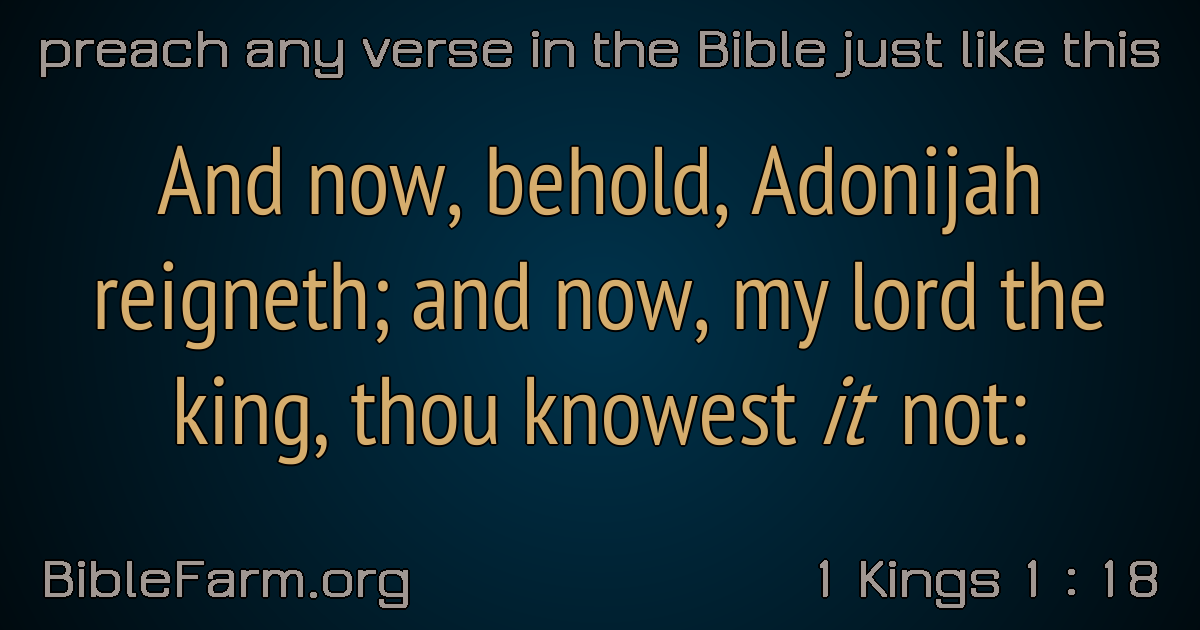 preach any verse in the Bible just like this
And now, behold, Adonijah
reigneth; and now, my lord the
king, thou knowest it not:
BibleFarm.org
1 Kings 1 : 18